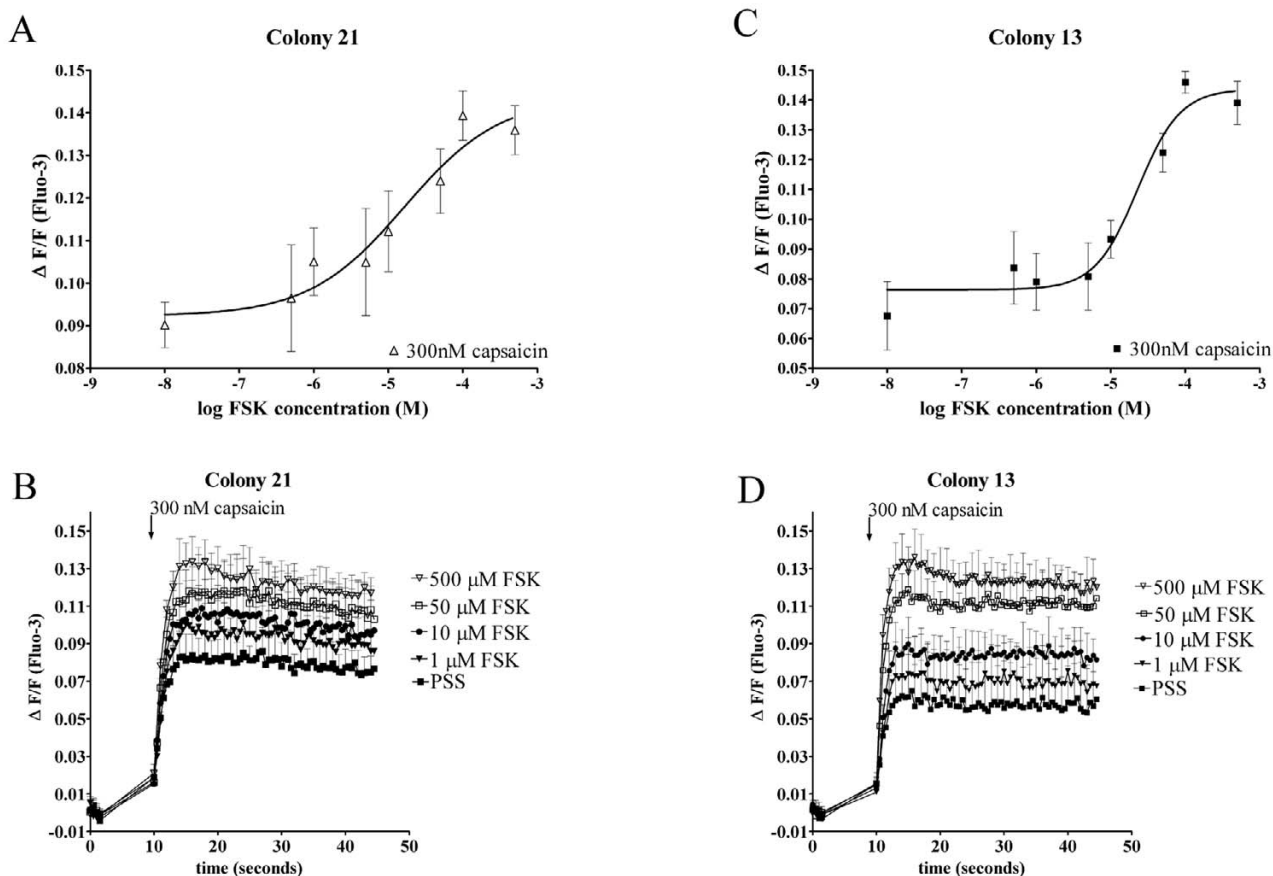 A
Colony 21
Δ F/F (Fluo-3)
0.15
0.14
0.13
0.12
0.11
0.10
0.09
0.08
-9
-8
-7
-6
-5
-4
-3
300nM capsaicin
log FSK concentration (M)
C
Colony 13
Δ F/F (Fluo-3)
0.15
0.14
0.13
0.12
0.11
0.10
0.09
0.08
0.07
0.06
0.05
-9
-8
-7
-6
-5
-4
-3
300nM capsaicin
log FSK concentration (M)
B
Colony 21
300 nM capsaicin
Δ F/F (Fluo-3)
0.15
0.13
0.11
0.09
0.07
0.05
0.03
0.01
-0.01
0
10
20
30
40
50
time (seconds)
500 μM FSK
50 μM FSK
10 μM FSK
1 μM FSK
PSS
D
Colony 13
300 nM capsaicin
Δ F/F (Fluo-3)
0.15
0.13
0.11
0.09
0.07
0.05
0.03
0.01
-0.01
0
10
20
30
40
50
time (seconds)
500 μM FSK
50 μM FSK
10 μM FSK
1 μM FSK
PSS